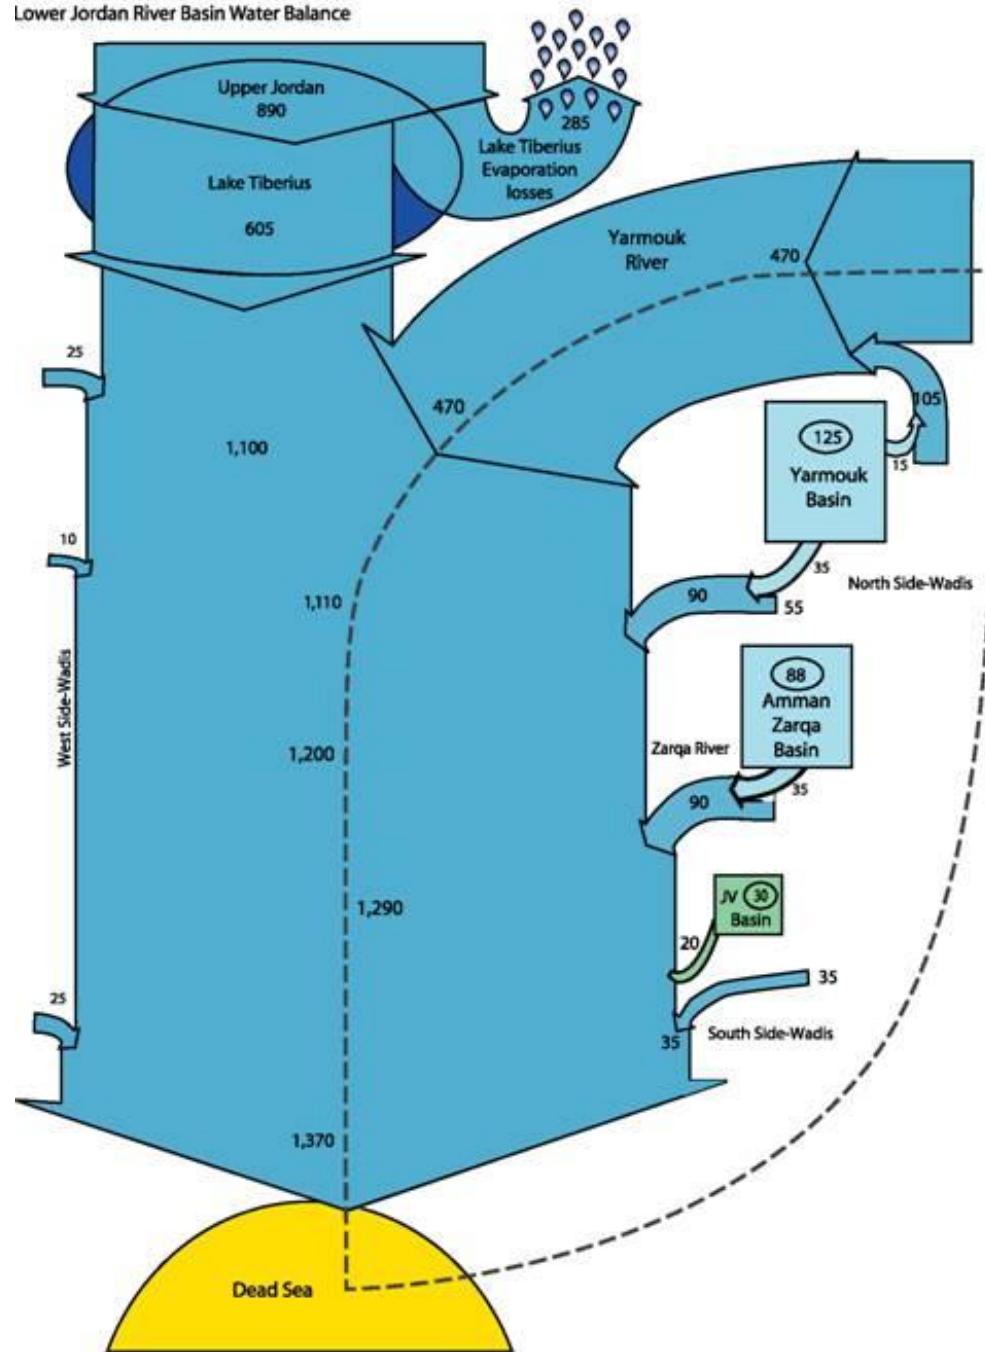 Lower Jordan River Basin Water Balance
Upper Jordan
890
285
Lake Tiberius
Evaporation
losses
Lake Tiberius
605
Yarmouk
River
470
25
470
105
1,100
125
15
Yarmouk
Basin
10
35
North Side-Wadis
1,110
90
55
West Side-Wadis
88
Amman
Zarqa
Basin
Zarqa River
1,200
35
90
JV 30
Basin
1,290
20
35
25
South Side-Wadis
35
1,370
Dead Sea